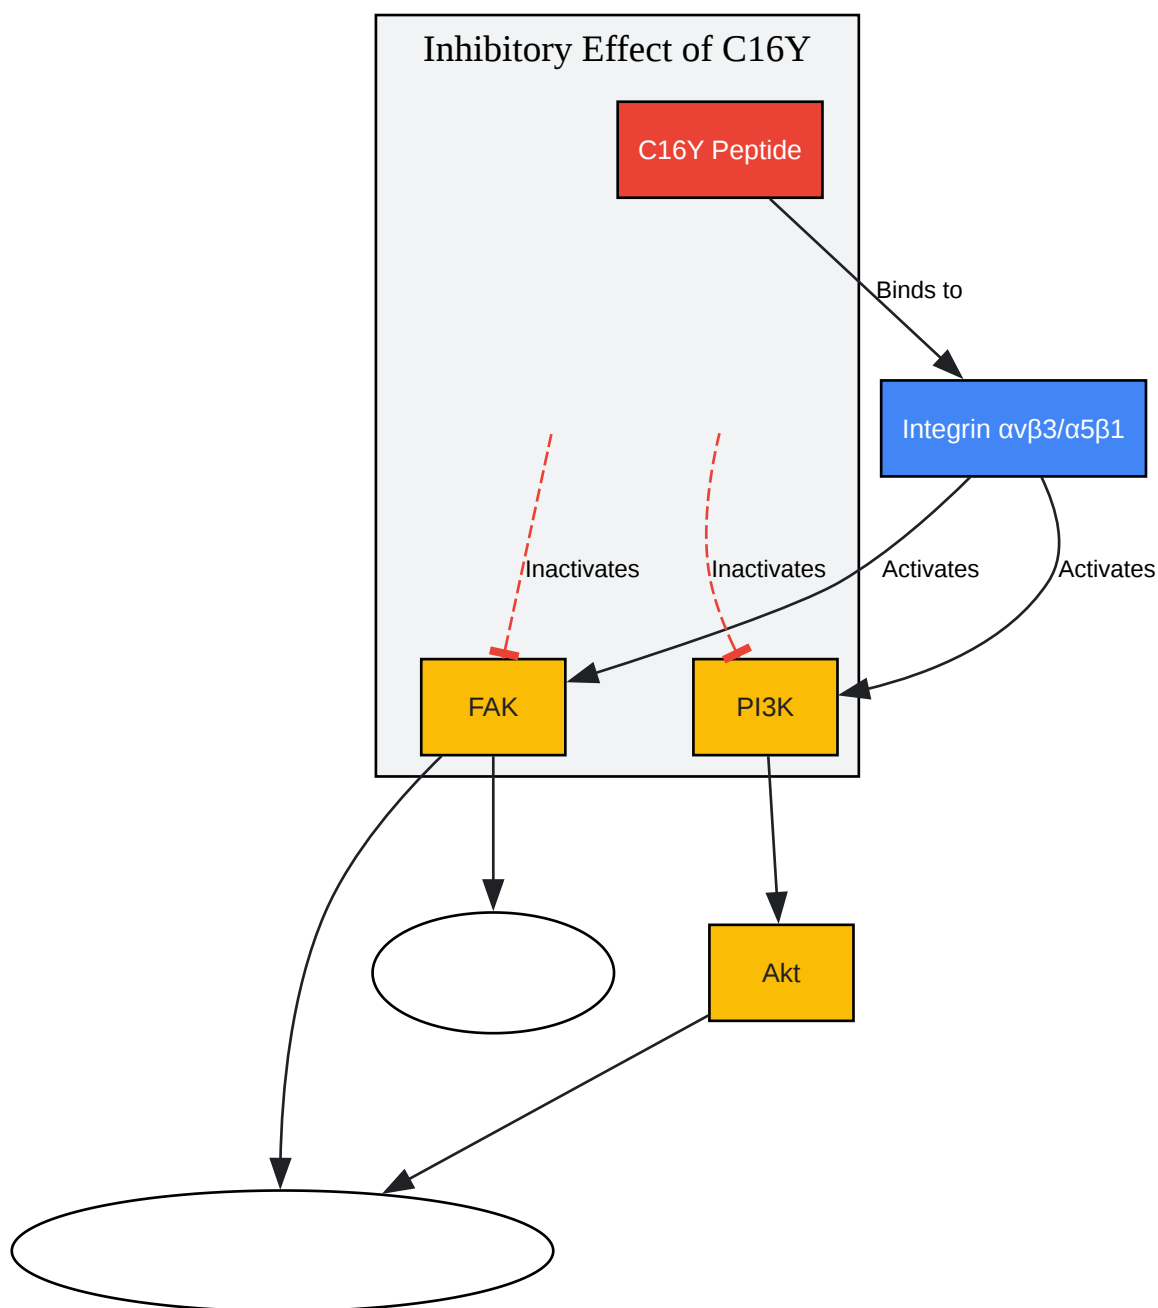 Inhibitory Effect of C16Y
C16Y Peptide
Binds to
Integrin αvβ3/α5β1
Inactivates
Inactivates
Activates
Activates
FAK
PI3K
Akt